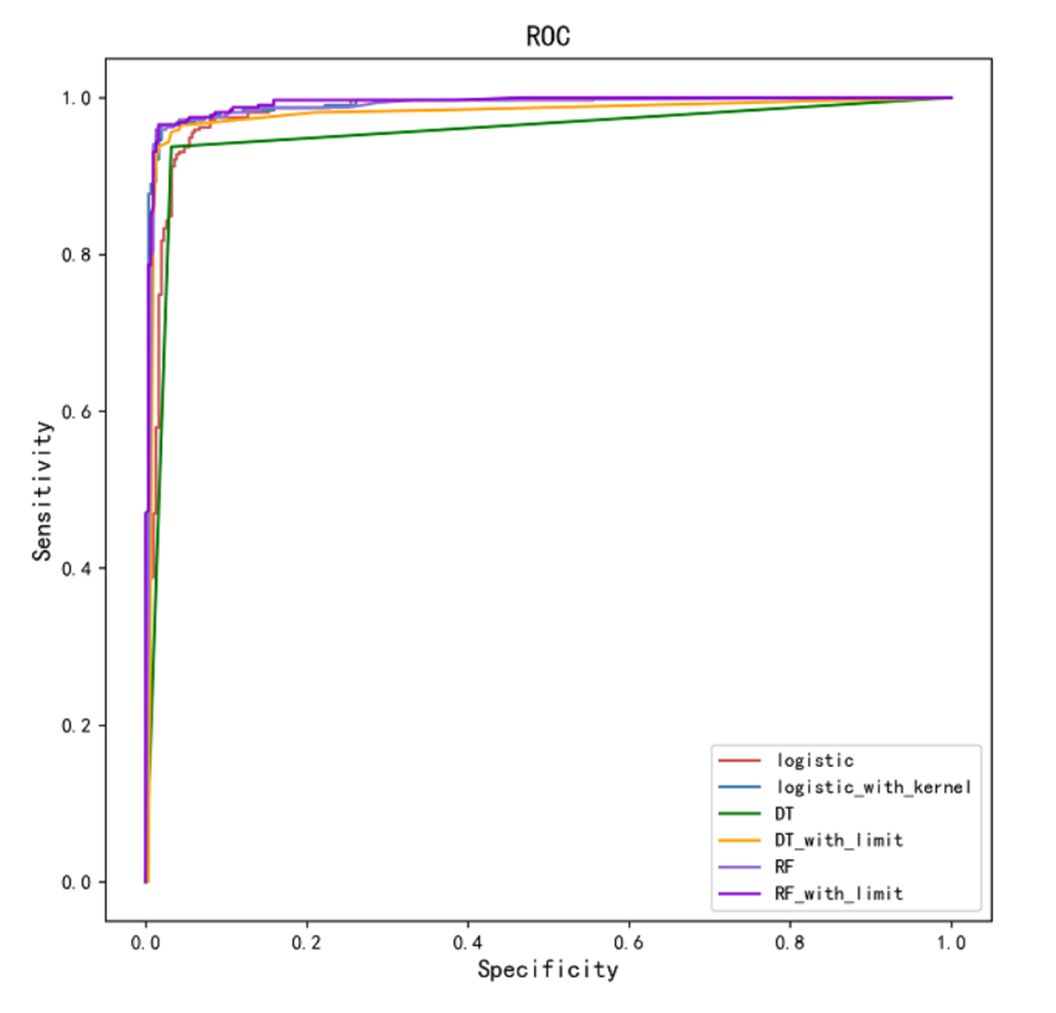 ROC
1.0
0.8
0.6
0.4
0.2
0.0
Sensitivity
logistic
logistic_with_kernel
DT
DT_with_limit
RF
RF_with_limit
0.0 0.2 0.4 0.6 0.8 1.0
Specificity